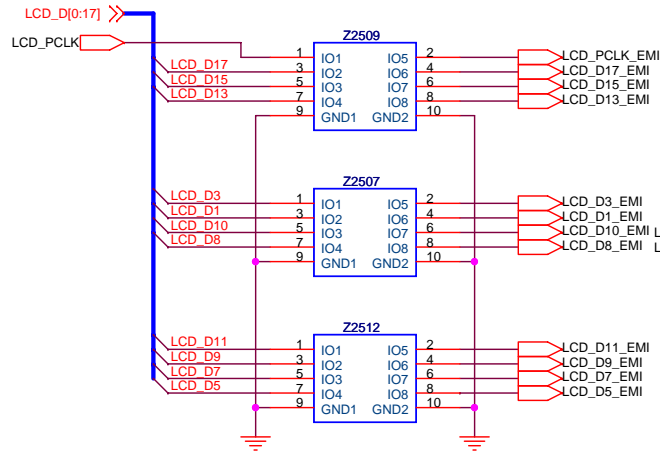 LCD_D[0:17]
LCD_PCLK
Z2509
1 IO1 IO5 2 LCD_PCLK_EMI
LCD_D17 3 IO2 IO6 4 LCD_D17_EMI
LCD_D15 5 IO3 IO7 6 LCD_D15_EMI
LCD_D13 7 IO4 IO8 8 LCD_D13_EMI
9 GND1 GND2 10
Z2507
LCD_D3 1 IO1 IO5 2 LCD_D3_EMI
LCD_D1 3 IO2 IO6 4 LCD_D1_EMI
LCD_D10 5 IO3 IO7 6 LCD_D10_EMI L
LCD_D8 7 IO4 IO8 8 LCD_D8_EMI L
9 GND1 GND2 10
Z2512
LCD_D11 1 IO1 IO5 2 LCD_D11_EMI
LCD_D9 3 IO2 IO6 4 LCD_D9_EMI
LCD_D7 5 IO3 IO7 6 LCD_D7_EMI
LCD_D5 7 IO4 IO8 8 LCD_D5_EMI
9 GND1 GND2 10